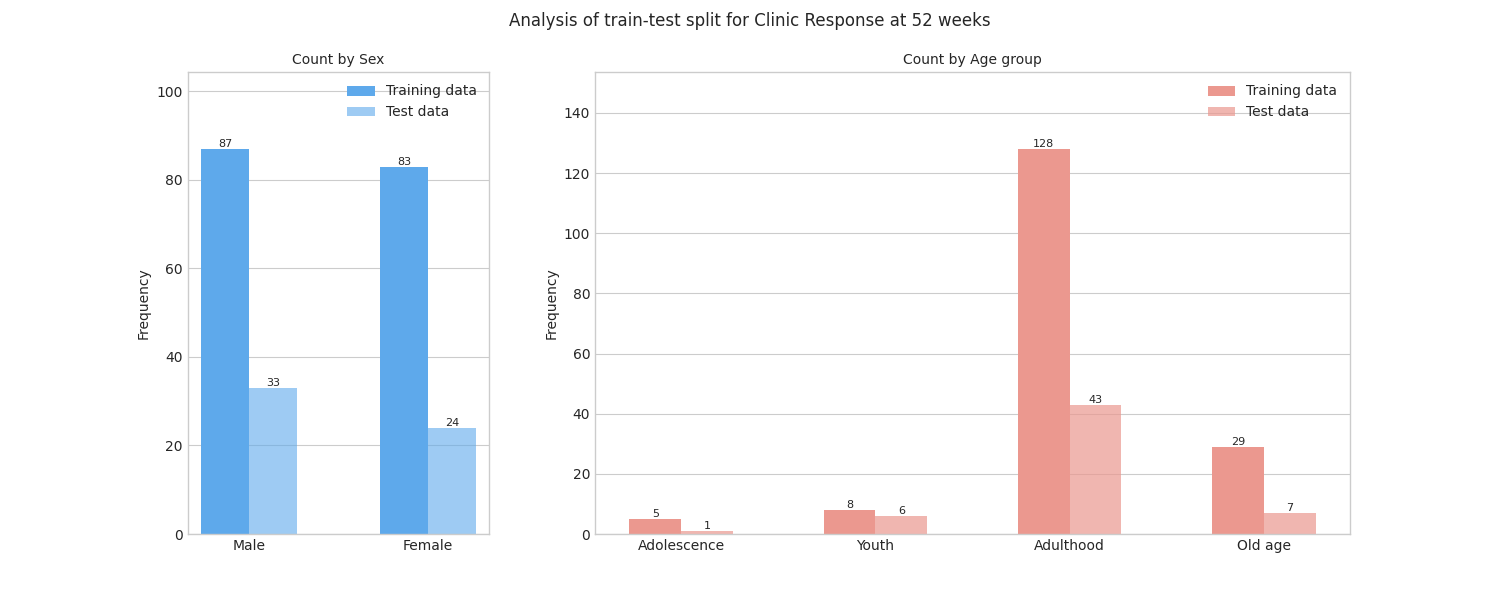 Analysis of train-test split for Clinic Response at 52 weeks
Count by Sex
Training data
Test data
Frequency
100
80
60
40
20
0
87
33
83
24
Male
Female
Count by Age group
Training data
Test data
Frequency
140
120
100
80
60
40
20
0
5
1
8
6
128
43
29
7
Adolescence
Youth
Adulthood
Old age